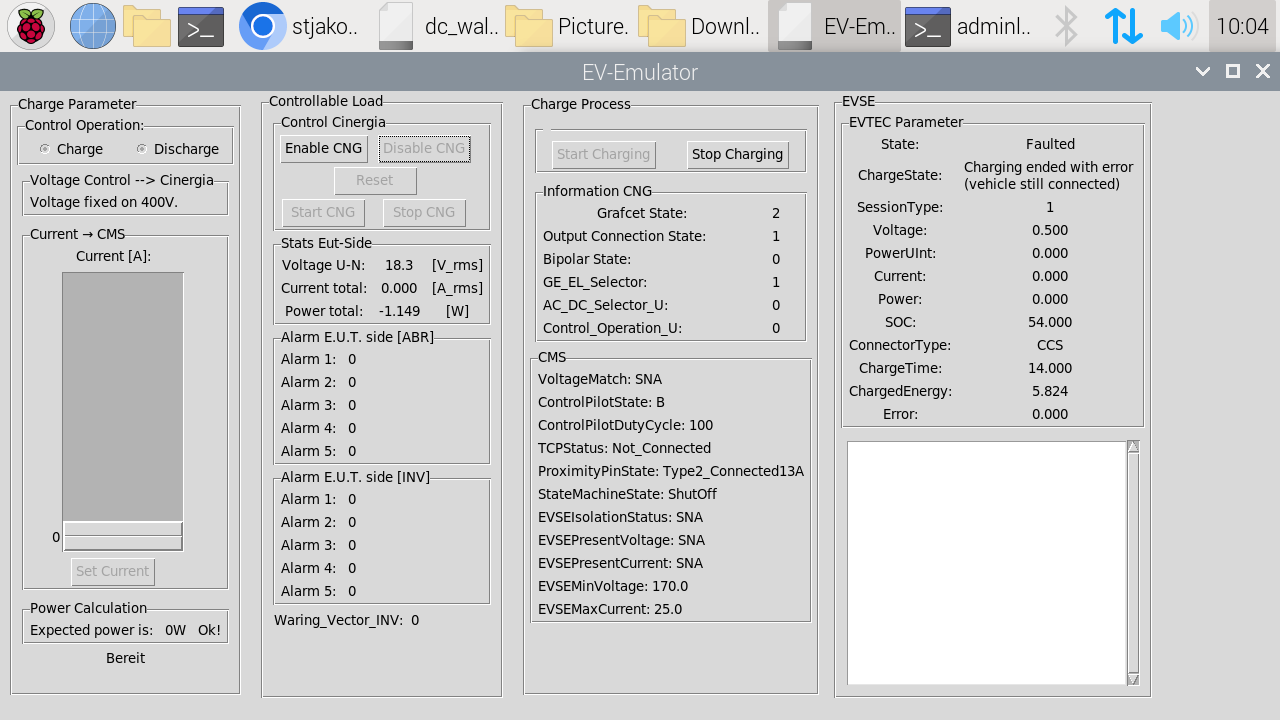 stjako.. dc_wal.. Picture. Downl.. EV-Em.. adminl.. 10:04
EV-Emulator
Charge Parameter
Control Operation:
Charge Discharge
Voltage Control --> Cinergia
Voltage fixed on 400V.
Current → CMS
Current [A]:
0
Set Current
Power Calculation
Expected power is: 0W Ok!
Bereit
Controllable Load
Control Cinergia
Enable CNG Disable CNG
Reset
Start CNG Stop CNG
Stats Eut-Side
Voltage U-N: 18.3 [V_rms]
Current total: 0.000 [A_rms]
Power total: -1.149 [W]
Alarm E.U.T. side [ABR]
Alarm 1: 0
Alarm 2: 0
Alarm 3: 0
Alarm 4: 0
Alarm 5: 0
Alarm E.U.T. side [INV]
Alarm 1: 0
Alarm 2: 0
Alarm 3: 0
Alarm 4: 0
Alarm 5: 0
Waring_Vector_INV: 0
Charge Process
Start Charging Stop Charging
Information CNG
Grafcet State: 2
Output Connection State: 1
Bipolar State: 0
GE_EL_Selector: 1
AC_DC_Selector_U: 0
Control_Operation_U: 0
CMS
VoltageMatch: SNA
ControlPilotState: B
ControlPilotDutyCycle: 100
TCPStatus: Not_Connected
ProximityPinState: Type2_Connected13A
StateMachineState: ShutOff
EVSEIsolationStatus: SNA
EVSEPresentVoltage: SNA
EVSEPresentCurrent: SNA
EVSEMinVoltage: 170.0
EVSEMaxCurrent: 25.0
EVSE
EVTEC Parameter
State: Faulted
ChargeState: Charging ended with error
(vehicle still connected)
SessionType: 1
Voltage: 0.500
PowerUInt: 0.000
Current: 0.000
Power: 0.000
SOC: 54.000
ConnectorType: CCS
ChargeTime: 14.000
ChargedEnergy: 5.824
Error: 0.000